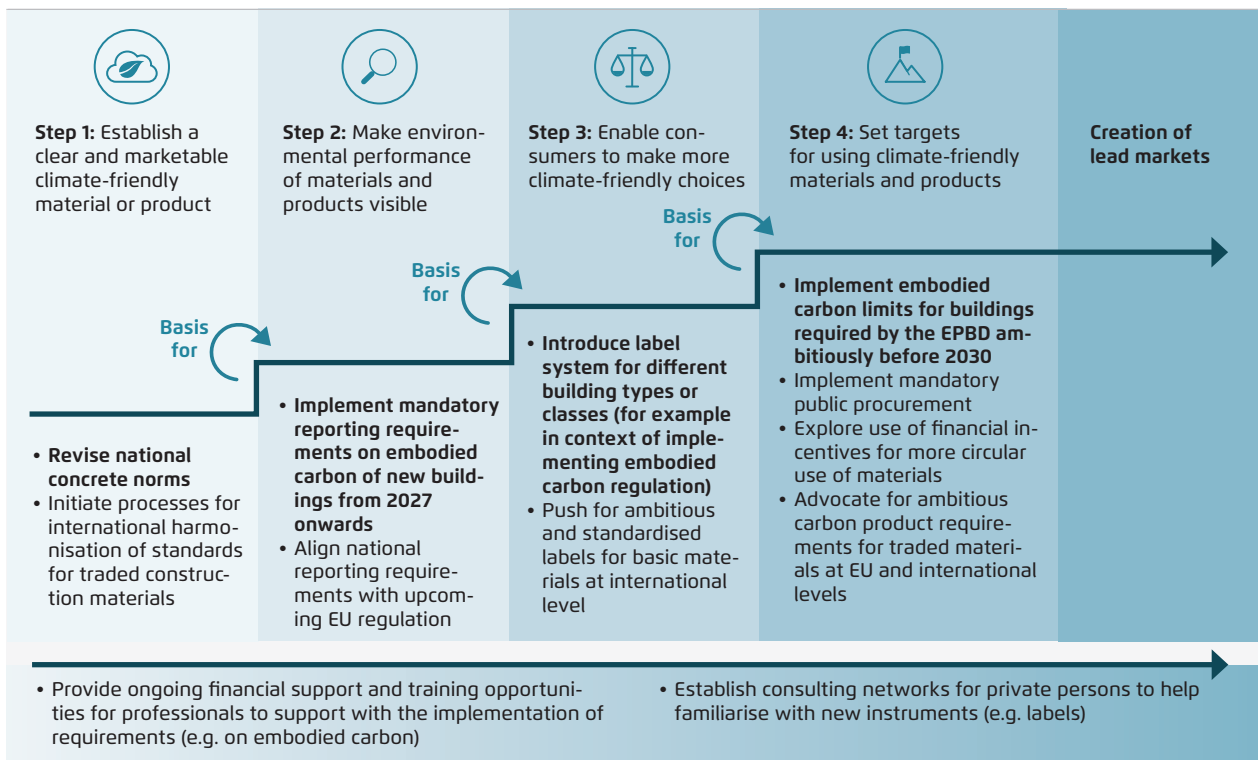 Step 1: Establish a
clear and marketable
climate-friendly
material or product
Step 2: Make environ-
mental performance
of materials and
products visible
Step 3: Enable con-
sumers to make more
climate-friendly choices
Step 4: Set targets
for using climate-friendly
materials and products
Creation of
lead markets
Basis
for
Basis
for
Basis
for
• Revise national
concrete norms
• Initiate processes for
international harmo-
nisation of standards
for traded construc-
tion materials
• Implement mandatory
reporting require-
ments on embodied
carbon of new build-
ings from 2027
onwards
• Align national
reporting require-
ments with upcom-
ing EU regulation
• Introduce label
system for different
building types or
classes (for example
in context of imple-
menting embodied
carbon regulation)
• Push for ambitious
and standardised
labels for basic mate-
rials at international
level
• Implement embodied
carbon limits for buildings
required by the EPBD am-
bitiously before 2030
• Implement mandatory
public procurement
• Explore use of financial in-
centives for more circular
use of materials
• Advocate for ambitious
carbon product require-
ments for traded materi-
als at EU and international
levels
• Provide ongoing financial support and training opportuni-
ties for professionals to support with the implementation of
requirements (e.g. on embodied carbon)
• Establish consulting networks for private persons to help
familiarise with new instruments (e.g. labels)